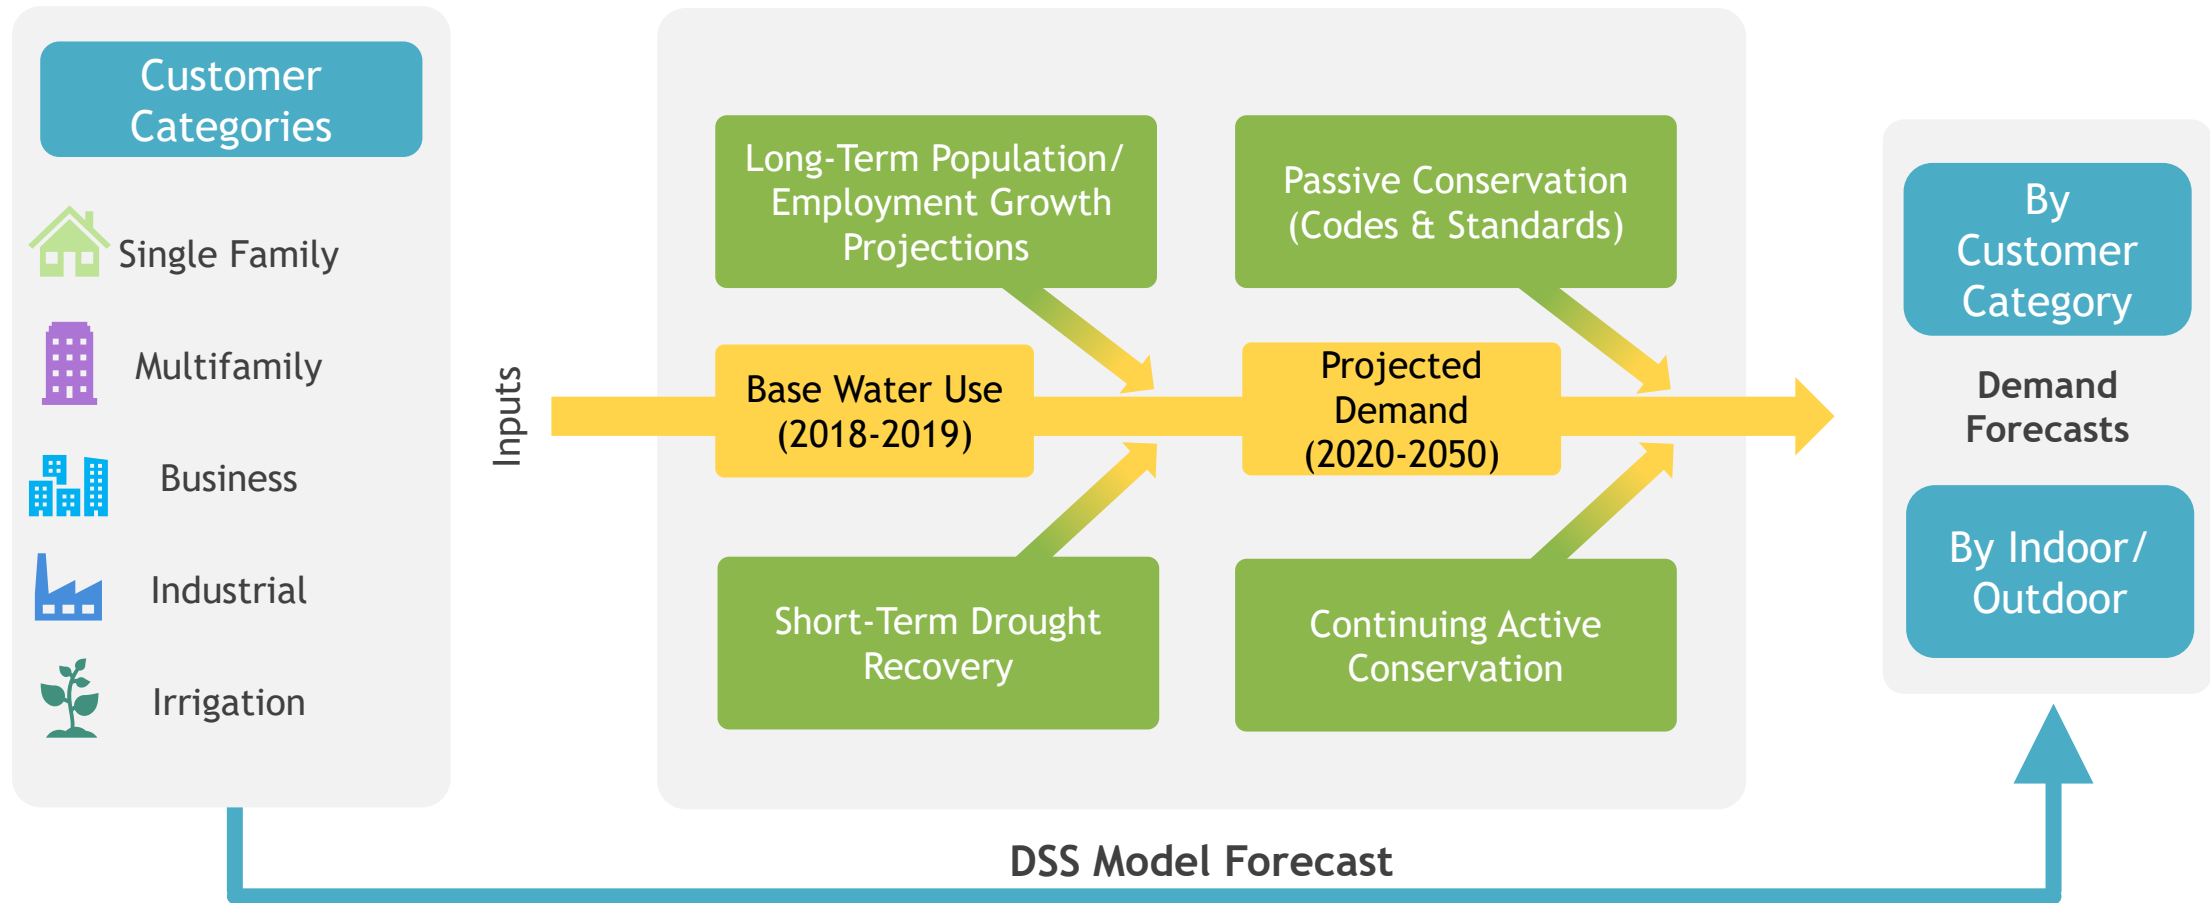 Customer
Categories
Single Family
Multifamily
Business
Industrial
Irrigation
Inputs
Long-Term Population/
Employment Growth
Projections
Passive Conservation
(Codes & Standards)
Base Water Use
(2018-2019)
Projected
Demand
(2020-2050)
Short-Term Drought
Recovery
Continuing Active
Conservation
By
Customer
Category
Demand
Forecasts
By Indoor/
Outdoor
DSS Model Forecast